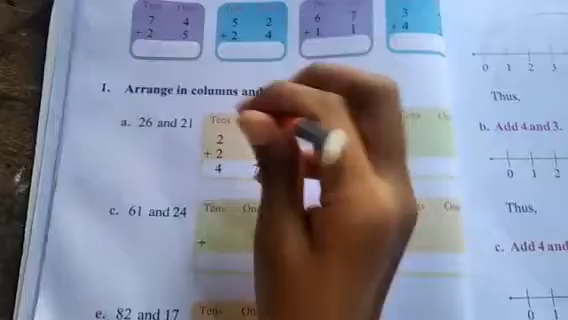 Tens
7 4
+ 2 5
5 2
+ 2 4
6 7
+ 1 1
3
+ 4
0 1 2 3
1. Arrange in columns and
Thus,
a. 26 and 21
Tens
2
+ 2
4
b. Add 4 and 3.
0 1 2
c. 61 and 24
Tens On
+
On
Thus,
c. Add 4 and
e. 82 and 17
Tens On
0 1